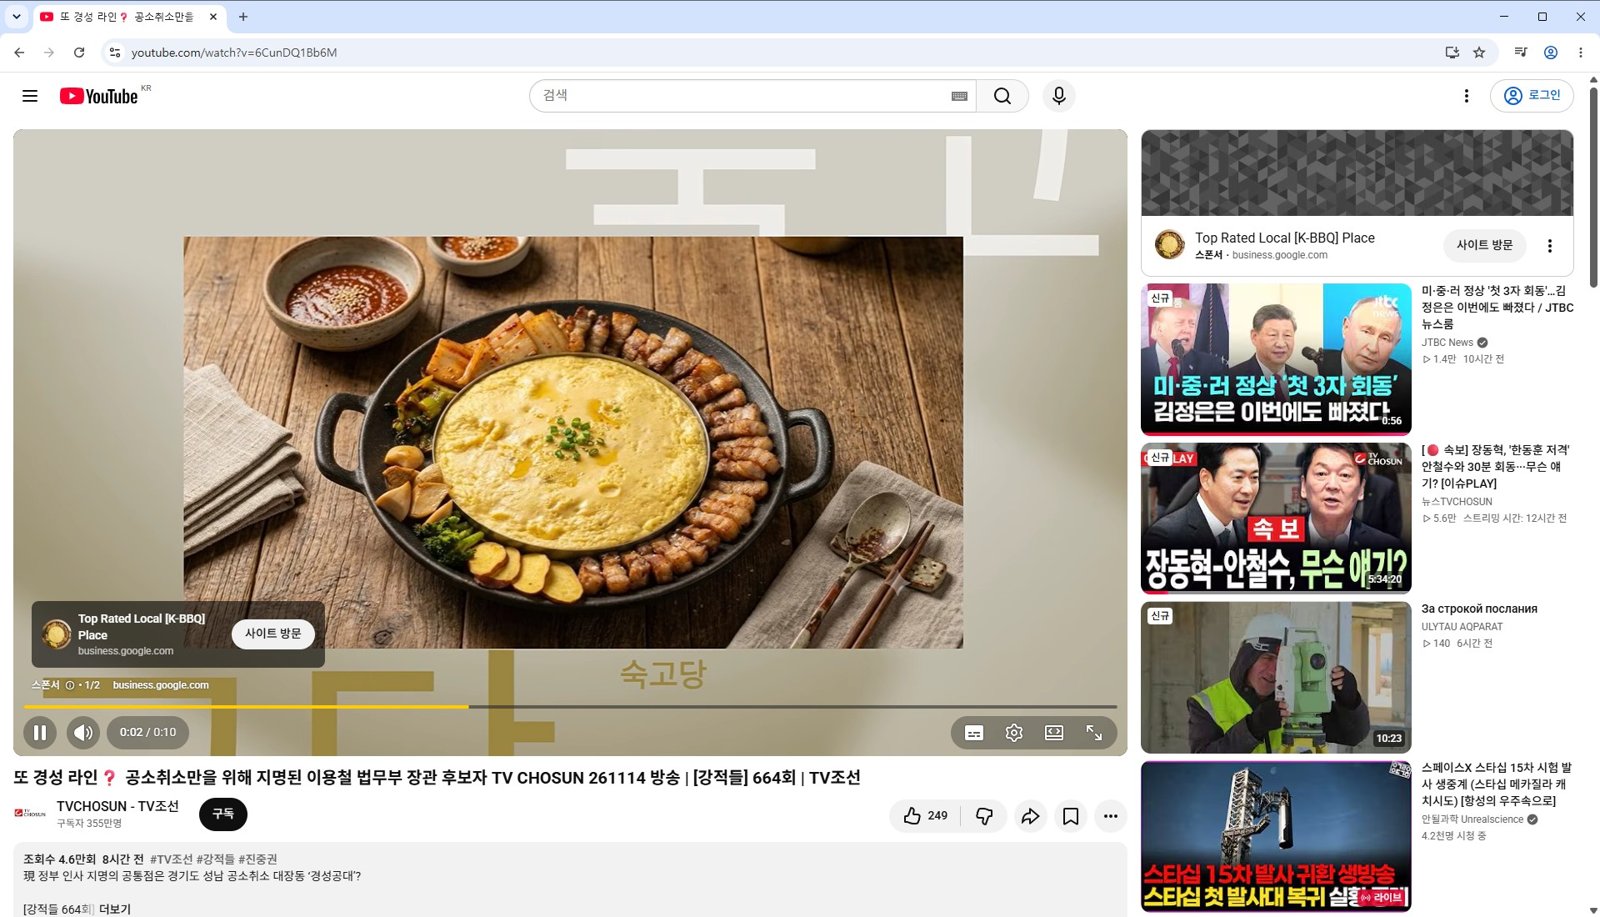 또 경성 라인❓ 공소취소만을
youtube.com/watch?v=6CunDQ1Bb6M
YouTube KR
검색
로그인
숙고당
Top Rated Local [K-BBQ]
Place
business.google.com
사이트 방문
스폰서 • 1/2 business.google.com
0:02 / 0:10
또 경성 라인❓ 공소취소만을 위해 지명된 이용철 법무부 장관 후보자 TV CHOSUN 261114 방송 | [강적들] 664회 | TV조선
TV CHOSUN
TVCHOSUN - TV조선
구독자 355만명
구독
249
조회수 4.6만회 8시간 전 #TV조선 #강적들 #진중권
現 정부 인사 지명의 공통점은 경기도 성남 공소취소 대장동 ‘경성공대’?
[강적들 664회] 더보기
Top Rated Local [K-BBQ] Place
스폰서 · business.google.com
사이트 방문
신규
jtbc
news
미·중·러 정상 '첫 3자 회동'
김정은은 이번에도 빠졌다
0:56
미·중·러 정상 '첫 3자 회동'...김
정은은 이번에도 빠졌다 / JTBC
뉴스룸
JTBC News
1.4만 10시간 전
신규
PLAY
TV CHOSUN
속보
장동혁-안철수, 무슨 얘기?
5:34:20
[🔴 속보] 장동혁, '한동훈 저격'
안철수와 30분 회동…무슨 얘
기? [이슈PLAY]
뉴스TVCHOSUN
5.6만 스트리밍 시간: 12시간 전
신규
10:23
За строкой послания
ULYTAU AQPARAT
140 6시간 전
스타십 15차 발사 귀환 생방송
스타십 첫 발사대 복귀
라이브
스페이스X 스타십 15차 시험 발
사 생중계 (스타십 메카질라 캐
치시도) [항성의 우주속으로]
안될과학 Unrealscience
4.2천명 시청 중